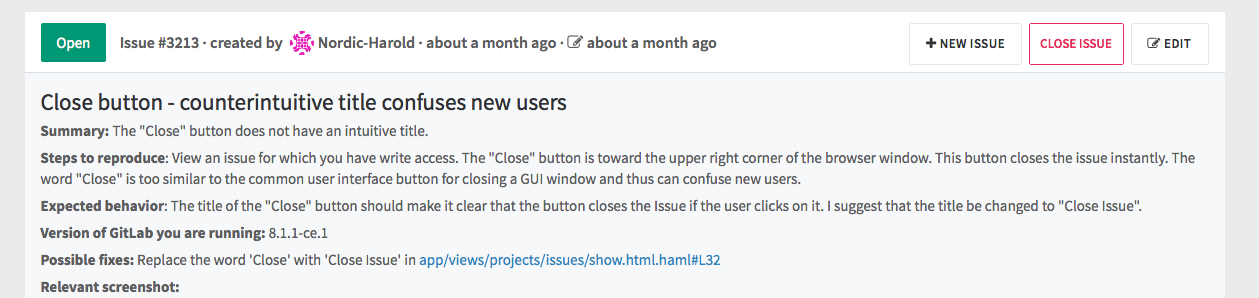 Open Issue #3213 · created by Nordic-Harold · about a month ago · about a month ago NEW ISSUE CLOSE ISSUE EDIT
Close button - counterintuitive title confuses new users
Summary: The "Close" button does not have an intuitive title.
Steps to reproduce: View an issue for which you have write access. The "Close" button is toward the upper right corner of the browser window. This button closes the issue instantly. The
word "Close" is too similar to the common user interface button for closing a GUI window and thus can confuse new users.
Expected behavior: The title of the "Close" button should make it clear that the button closes the Issue if the user clicks on it. I suggest that the title be changed to "Close Issue".
Version of GitLab you are running: 8.1.1-ce.1
Possible fixes: Replace the word 'Close' with 'Close Issue' in app/views/projects/issues/show.html.haml#L32
Relevant screenshot: